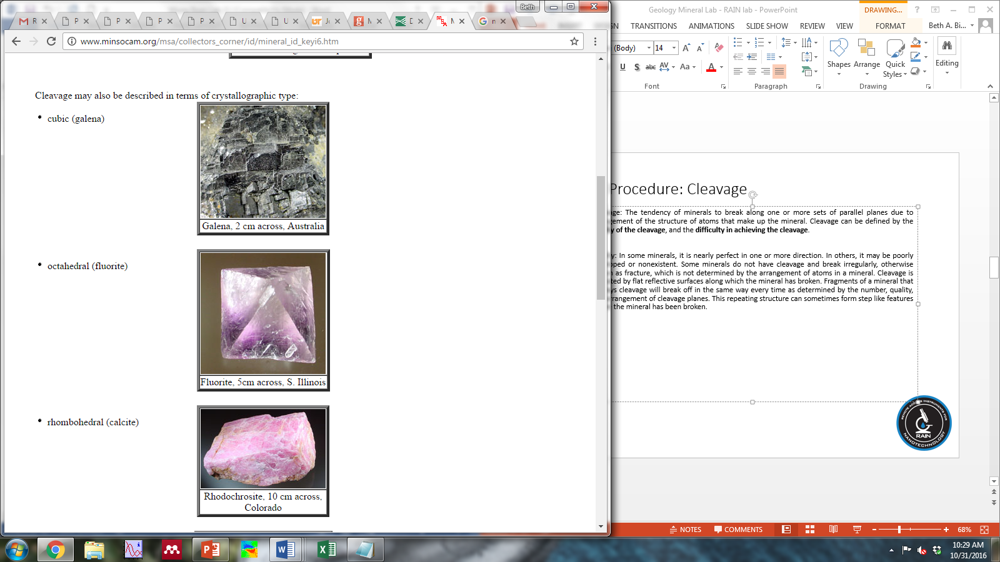 Beth
R
P
P
P
P
U
U
Jo
M
D
M
n
www.minsocam.org/msa/collectors_corner/id/mineral_id_keyi6.htm
Cleavage may also be described in terms of crystallographic type:
• cubic (galena)
Galena, 2 cm across, Australia
• octahedral (fluorite)
Fluorite, 5cm across, S. Illinois
• rhombohedral (calcite)
Rhodochrosite, 10 cm across,
Colorado
Geology Mineral Lab - RAIN lab - PowerPoint
DRAWING...
GN TRANSITIONS ANIMATIONS SLIDE SHOW REVIEW VIEW FORMAT Beth A. Bi...
(Body) 14
U S abc AV Aa A
Shapes Arrange Quick
Styles
Editing
Font Paragraph Drawing
Procedure: Cleavage
ge: The tendency of minerals to break along one or more sets of parallel planes due to
gement of the structure of atoms that make up the mineral. Cleavage can be defined by the
y of the cleavage, and the difficulty in achieving the cleavage.
y: In some minerals, it is nearly perfect in one or more direction. In others, it may be poorly
ped or nonexistent. Some minerals do not have cleavage and break irregularly, otherwise
as fracture, which is not determined by the arrangement of atoms in a mineral. Cleavage is
ted by flat reflective surfaces along which the mineral has broken. Fragments of a mineral that
ys cleavage will break off in the same way every time as determined by the number, quality,
rrangement of cleavage planes. This repeating structure can sometimes form step like features
the mineral has been broken.
REMOTE ACCESS INSTRUMENTS FOR
RAIN
NANOTECHNOLOGY
NOTES COMMENTS 68%
10:29 AM
10/31/2016